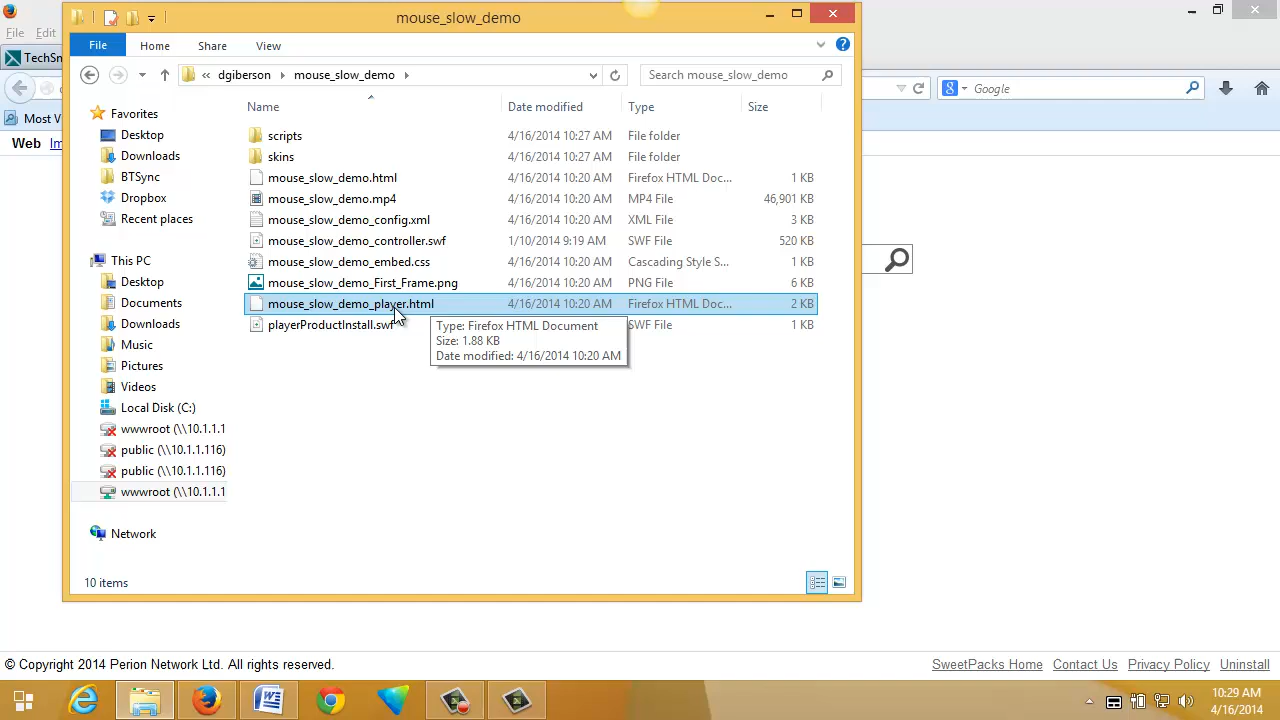 mouse_slow_demo
File Edit
File Home Share View
TechSm
« dgiberson mouse_slow_demo
Search mouse_slow_demo
Google
Most V
Web Im
Name Date modified Type Size
Favorites
Desktop
Downloads
BTSync
Dropbox
Recent places
This PC
Desktop
Documents
Downloads
Music
Pictures
Videos
Local Disk (C:)
wwwroot (\\10.1.1.1
public (\\10.1.1.116)
public (\\10.1.1.116)
wwwroot (\\10.1.1.1
Network
scripts 4/16/2014 10:27 AM File folder
skins 4/16/2014 10:27 AM File folder
mouse_slow_demo.html 4/16/2014 10:20 AM Firefox HTML Doc... 1 KB
mouse_slow_demo.mp4 4/16/2014 10:20 AM MP4 File 46,901 KB
mouse_slow_demo_config.xml 4/16/2014 10:20 AM XML File 3 KB
mouse_slow_demo_controller.swf 1/10/2014 9:19 AM SWF File 520 KB
mouse_slow_demo_embed.css 4/16/2014 10:20 AM Cascading Style S... 1 KB
mouse_slow_demo_First_Frame.png 4/16/2014 10:20 AM PNG File 6 KB
mouse_slow_demo_player.html 4/16/2014 10:20 AM Firefox HTML Doc... 2 KB
playerProductInstall.swf SWF File 1 KB
Type: Firefox HTML Document
Size: 1.88 KB
Date modified: 4/16/2014 10:20 AM
10 items
© Copyright 2014 Perion Network Ltd. All rights reserved.
SweetPacks Home Contact Us Privacy Policy Uninstall
10:29 AM
4/16/2014